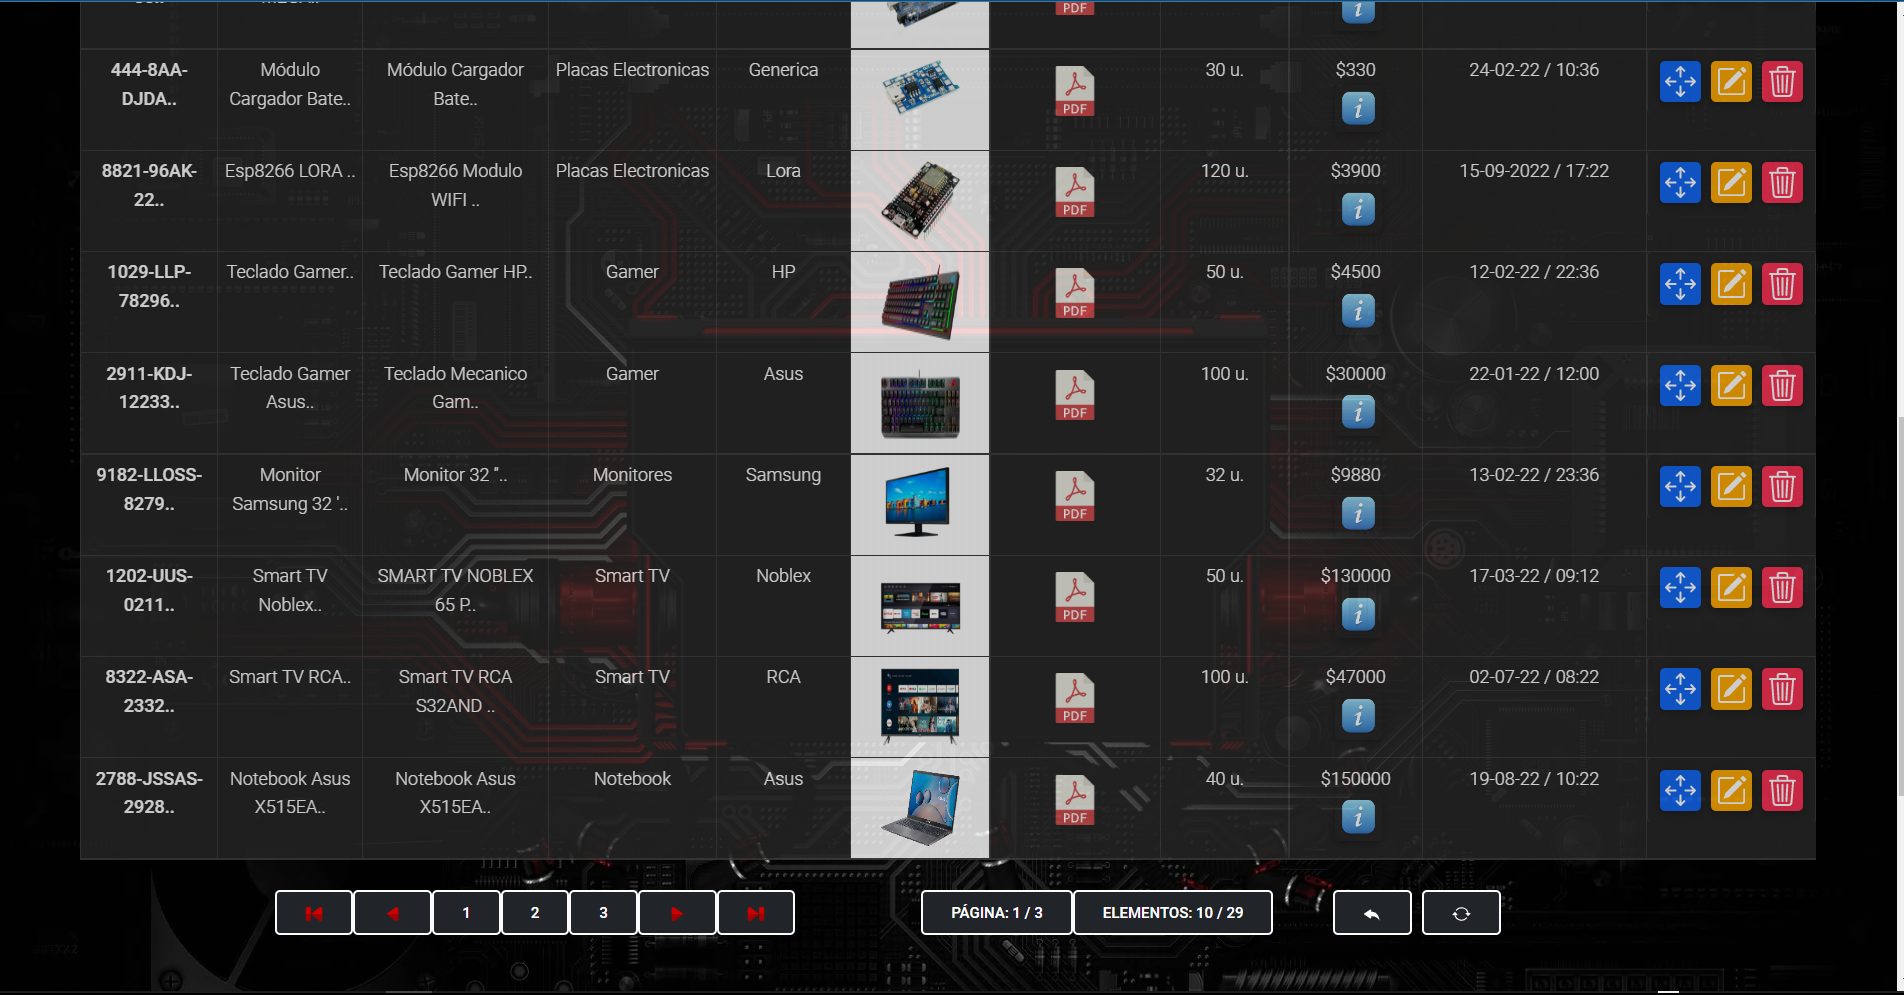 PDF
i
444-8AA-
DJDA..
Módulo
Cargador Bate..
Módulo Cargador
Bate..
Placas Electronicas
Generica
PDF
30 u.
$330
i
24-02-22 / 10:36
8821-96AK-
22..
Esp8266 LORA ..
Esp8266 Modulo
WIFI ..
Placas Electronicas
Lora
PDF
120 u.
$3900
i
15-09-2022 / 17:22
1029-LLP-
78296..
Teclado Gamer..
Teclado Gamer HP..
Gamer
HP
PDF
50 u.
$4500
i
12-02-22 / 22:36
2911-KDJ-
12233..
Teclado Gamer
Asus..
Teclado Mecanico
Gam..
Gamer
Asus
PDF
100 u.
$30000
i
22-01-22 / 12:00
9182-LLOSS-
8279..
Monitor
Samsung 32 '..
Monitor 32 ''..
Monitores
Samsung
PDF
32 u.
$9880
i
13-02-22 / 23:36
1202-UUS-
0211..
Smart TV
Noblex..
SMART TV NOBLEX
65 P..
Smart TV
Noblex
PDF
50 u.
$130000
i
17-03-22 / 09:12
8322-ASA-
2332..
Smart TV RCA..
Smart TV RCA
S32AND ..
Smart TV
RCA
PDF
100 u.
$47000
i
02-07-22 / 08:22
2788-JSSAS-
2928..
Notebook Asus
X515EA..
Notebook Asus
X515EA..
Notebook
Asus
PDF
40 u.
$150000
i
19-08-22 / 10:22
1
2
3
PÁGINA: 1 / 3
ELEMENTOS: 10 / 29